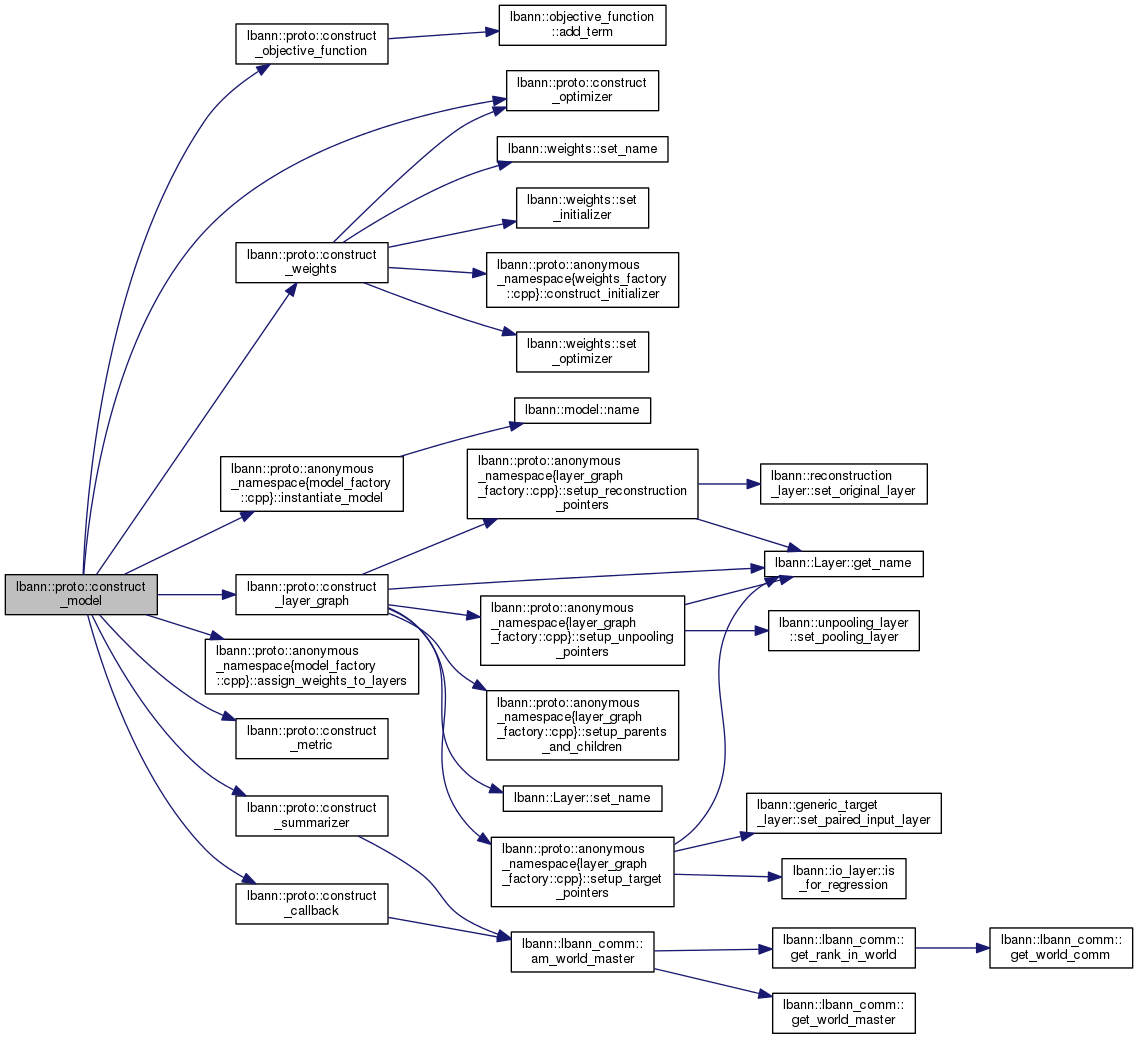 lbann::proto::construct
_model
lbann::proto::construct
_objective_function
lbann::objective_function
::add_term
lbann::proto::construct
_optimizer
lbann::proto::construct
_weights
lbann::weights::set_name
lbann::weights::set
_initializer
lbann::proto::anonymous
_namespace{weights_factory
::cpp}::construct_initializer
lbann::weights::set
_optimizer
lbann::proto::anonymous
_namespace{model_factory
::cpp}::instantiate_model
lbann::model::name
lbann::proto::construct
_layer_graph
lbann::proto::anonymous
_namespace{layer_graph
_factory::cpp}::setup_reconstruction
_pointers
lbann::reconstruction
_layer::set_original_layer
lbann::Layer::get_name
lbann::proto::anonymous
_namespace{layer_graph
_factory::cpp}::setup_unpooling
_pointers
lbann::unpooling_layer
::set_pooling_layer
lbann::proto::anonymous
_namespace{layer_graph
_factory::cpp}::setup_parents
_and_children
lbann::Layer::set_name
lbann::proto::anonymous
_namespace{layer_graph
_factory::cpp}::setup_target
_pointers
lbann::generic_target
_layer::set_paired_input_layer
lbann::io_layer::is
_for_regression
lbann::proto::anonymous
_namespace{model_factory
::cpp}::assign_weights_to_layers
lbann::proto::construct
_metric
lbann::proto::construct
_summarizer
lbann::proto::construct
_callback
lbann::lbann_comm::
am_world_master
lbann::lbann_comm::
get_rank_in_world
lbann::lbann_comm::
get_world_comm
lbann::lbann_comm::
get_world_master